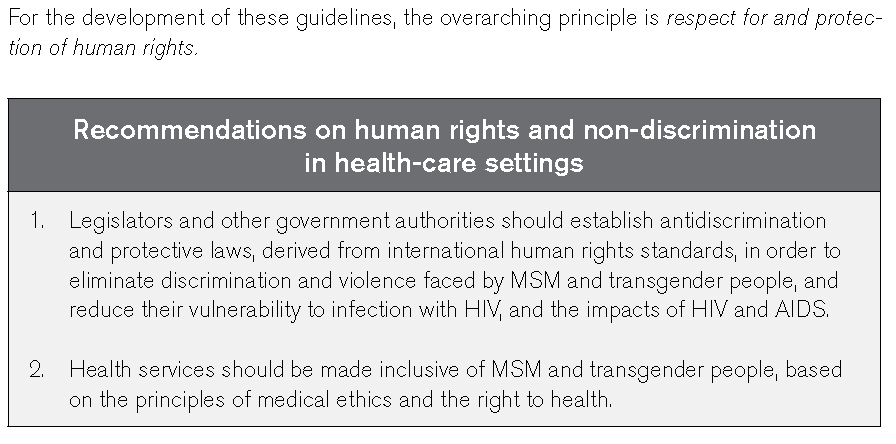 For the development of these guidelines, the overarching principle is respect for and protec-
tion of human rights.
Recommendations on human rights and non-discrimination
in health-care settings
1. Legislators and other government authorities should establish antidiscrimination
and protective laws, derived from international human rights standards, in order to
eliminate discrimination and violence faced by MSM and transgender people, and
reduce their vulnerability to infection with HIV, and the impacts of HIV and AIDS.
2. Health services should be made inclusive of MSM and transgender people, based
on the principles of medical ethics and the right to health.